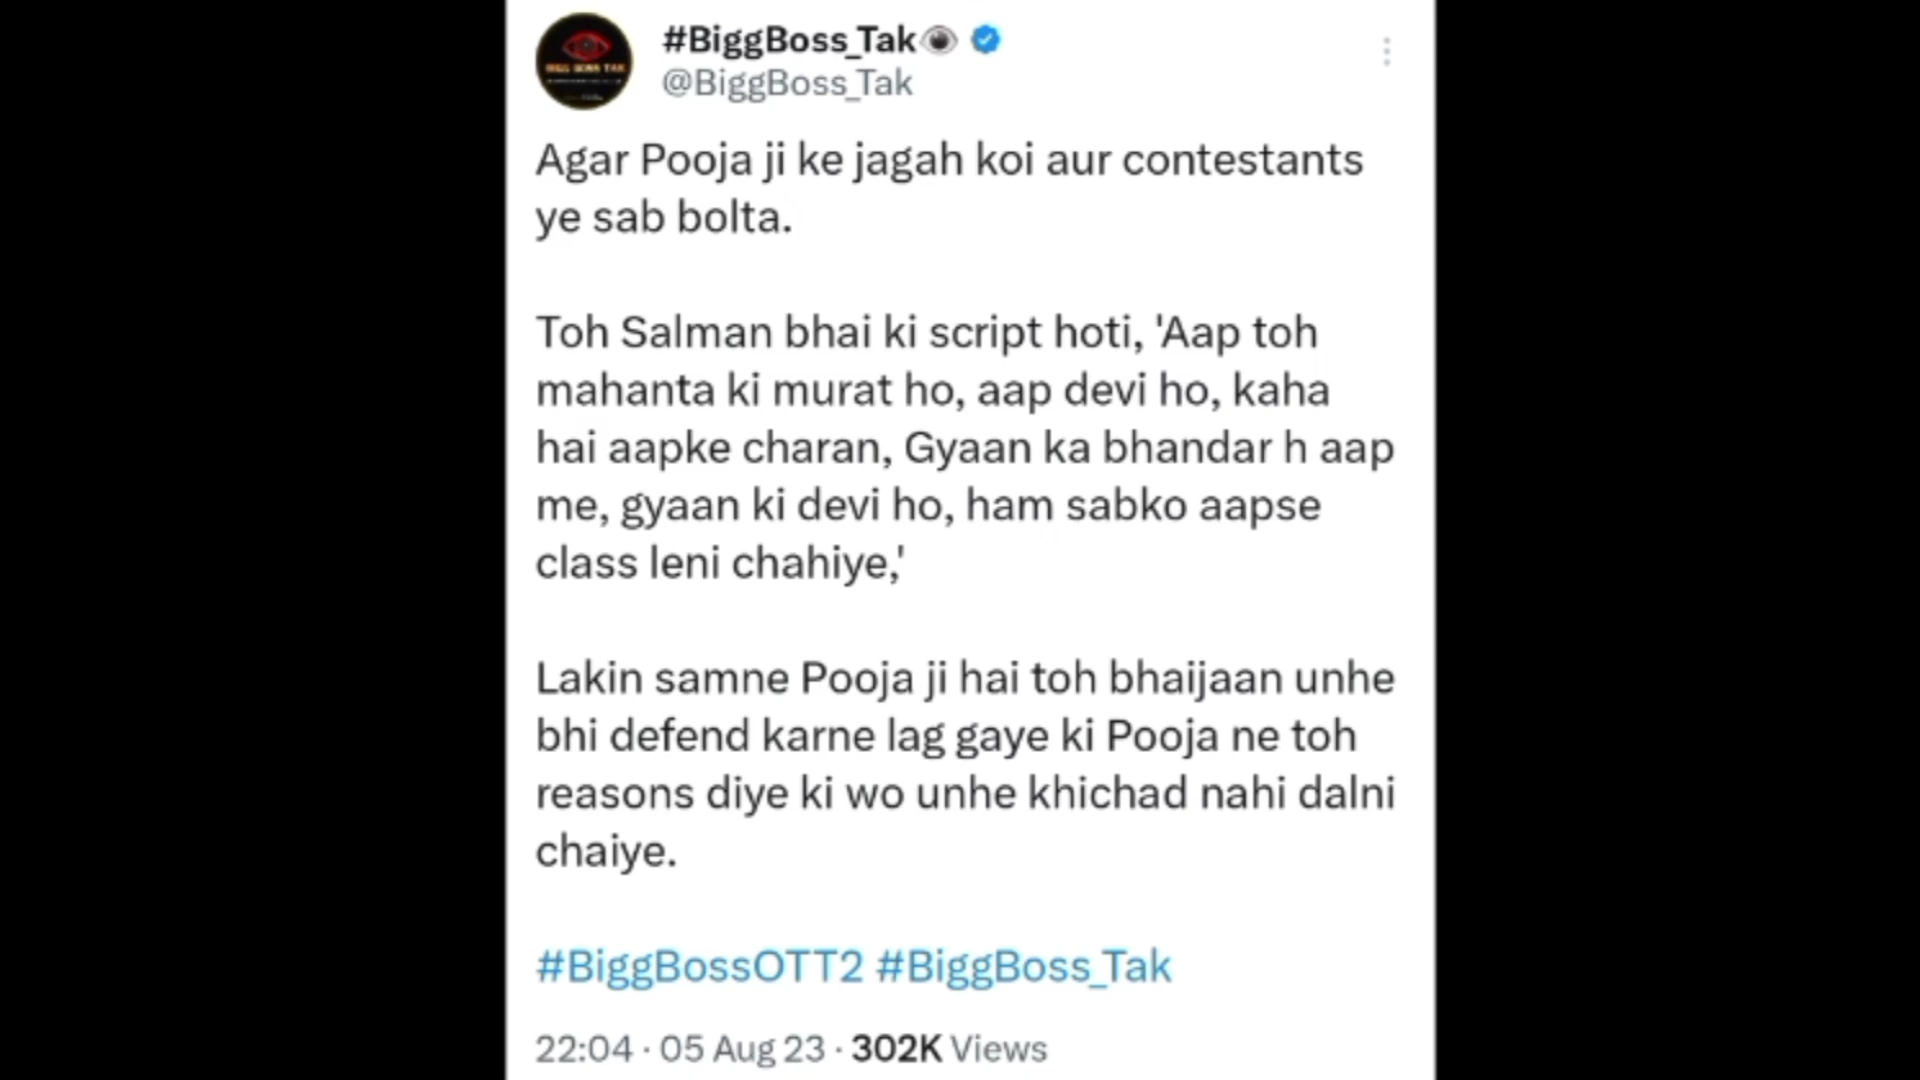 #BiggBoss_Tak👁
@BiggBoss_Tak
BIGG BOSS TAK
Agar Pooja ji ke jagah koi aur contestants
ye sab bolta.
Toh Salman bhai ki script hoti, 'Aap toh
mahanta ki murat ho, aap devi ho, kaha
hai aapke charan, Gyaan ka bhandar h aap
me, gyaan ki devi ho, ham sabko aapse
class leni chahiye,'
Lakin samne Pooja ji hai toh bhaijaan unhe
bhi defend karne lag gaye ki Pooja ne toh
reasons diye ki wo unhe khichad nahi dalni
chaiye.
#BiggBossOTT2 #BiggBoss_Tak
22:04 · 05 Aug 23 · 302K Views